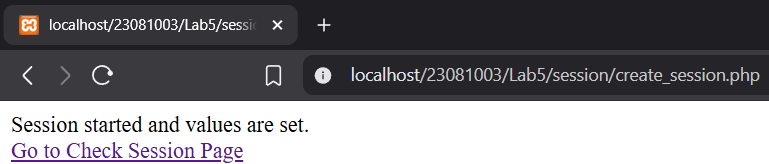 localhost/23081003/Lab5/sessi
localhost/23081003/Lab5/session/create_session.php
Session started and values are set.
Go to Check Session Page